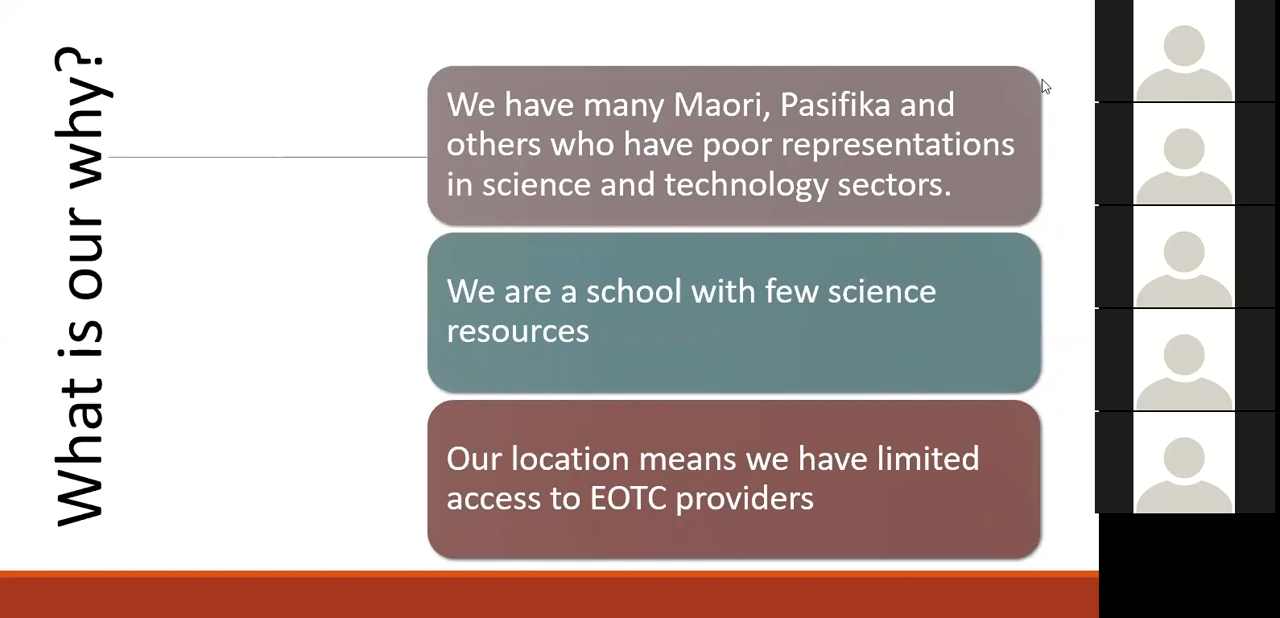 What is our why?
We have many Maori, Pasifika and
others who have poor representations
in science and technology sectors.
We are a school with few science
resources
Our location means we have limited
access to EOTC providers